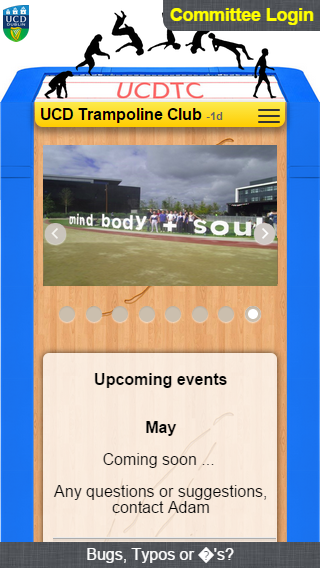 UCD
DUBLIN
Committee Login
UCDTC
UCD Trampoline Club -1d
mind body + soul
Upcoming events
May
Coming soon ...
Any questions or suggestions,
contact Adam
Bugs, Typos or �'s?